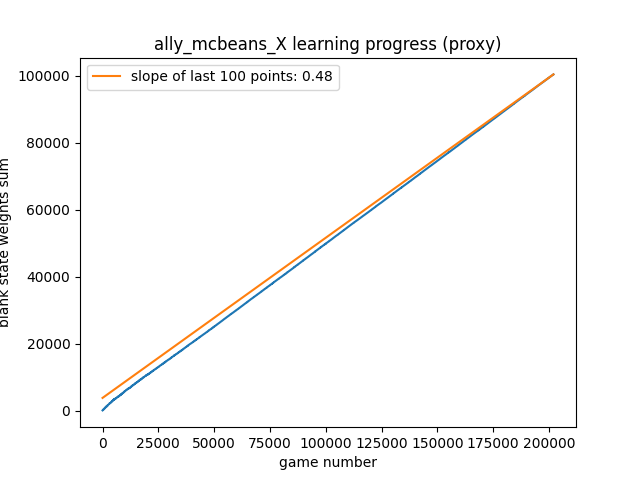 ally_mcbeans_X learning progress (proxy)
slope of last 100 points: 0.48
100000
80000
60000
40000
20000
0
blank state weights sum
0 25000 50000 75000 100000 125000 150000 175000 200000
game number